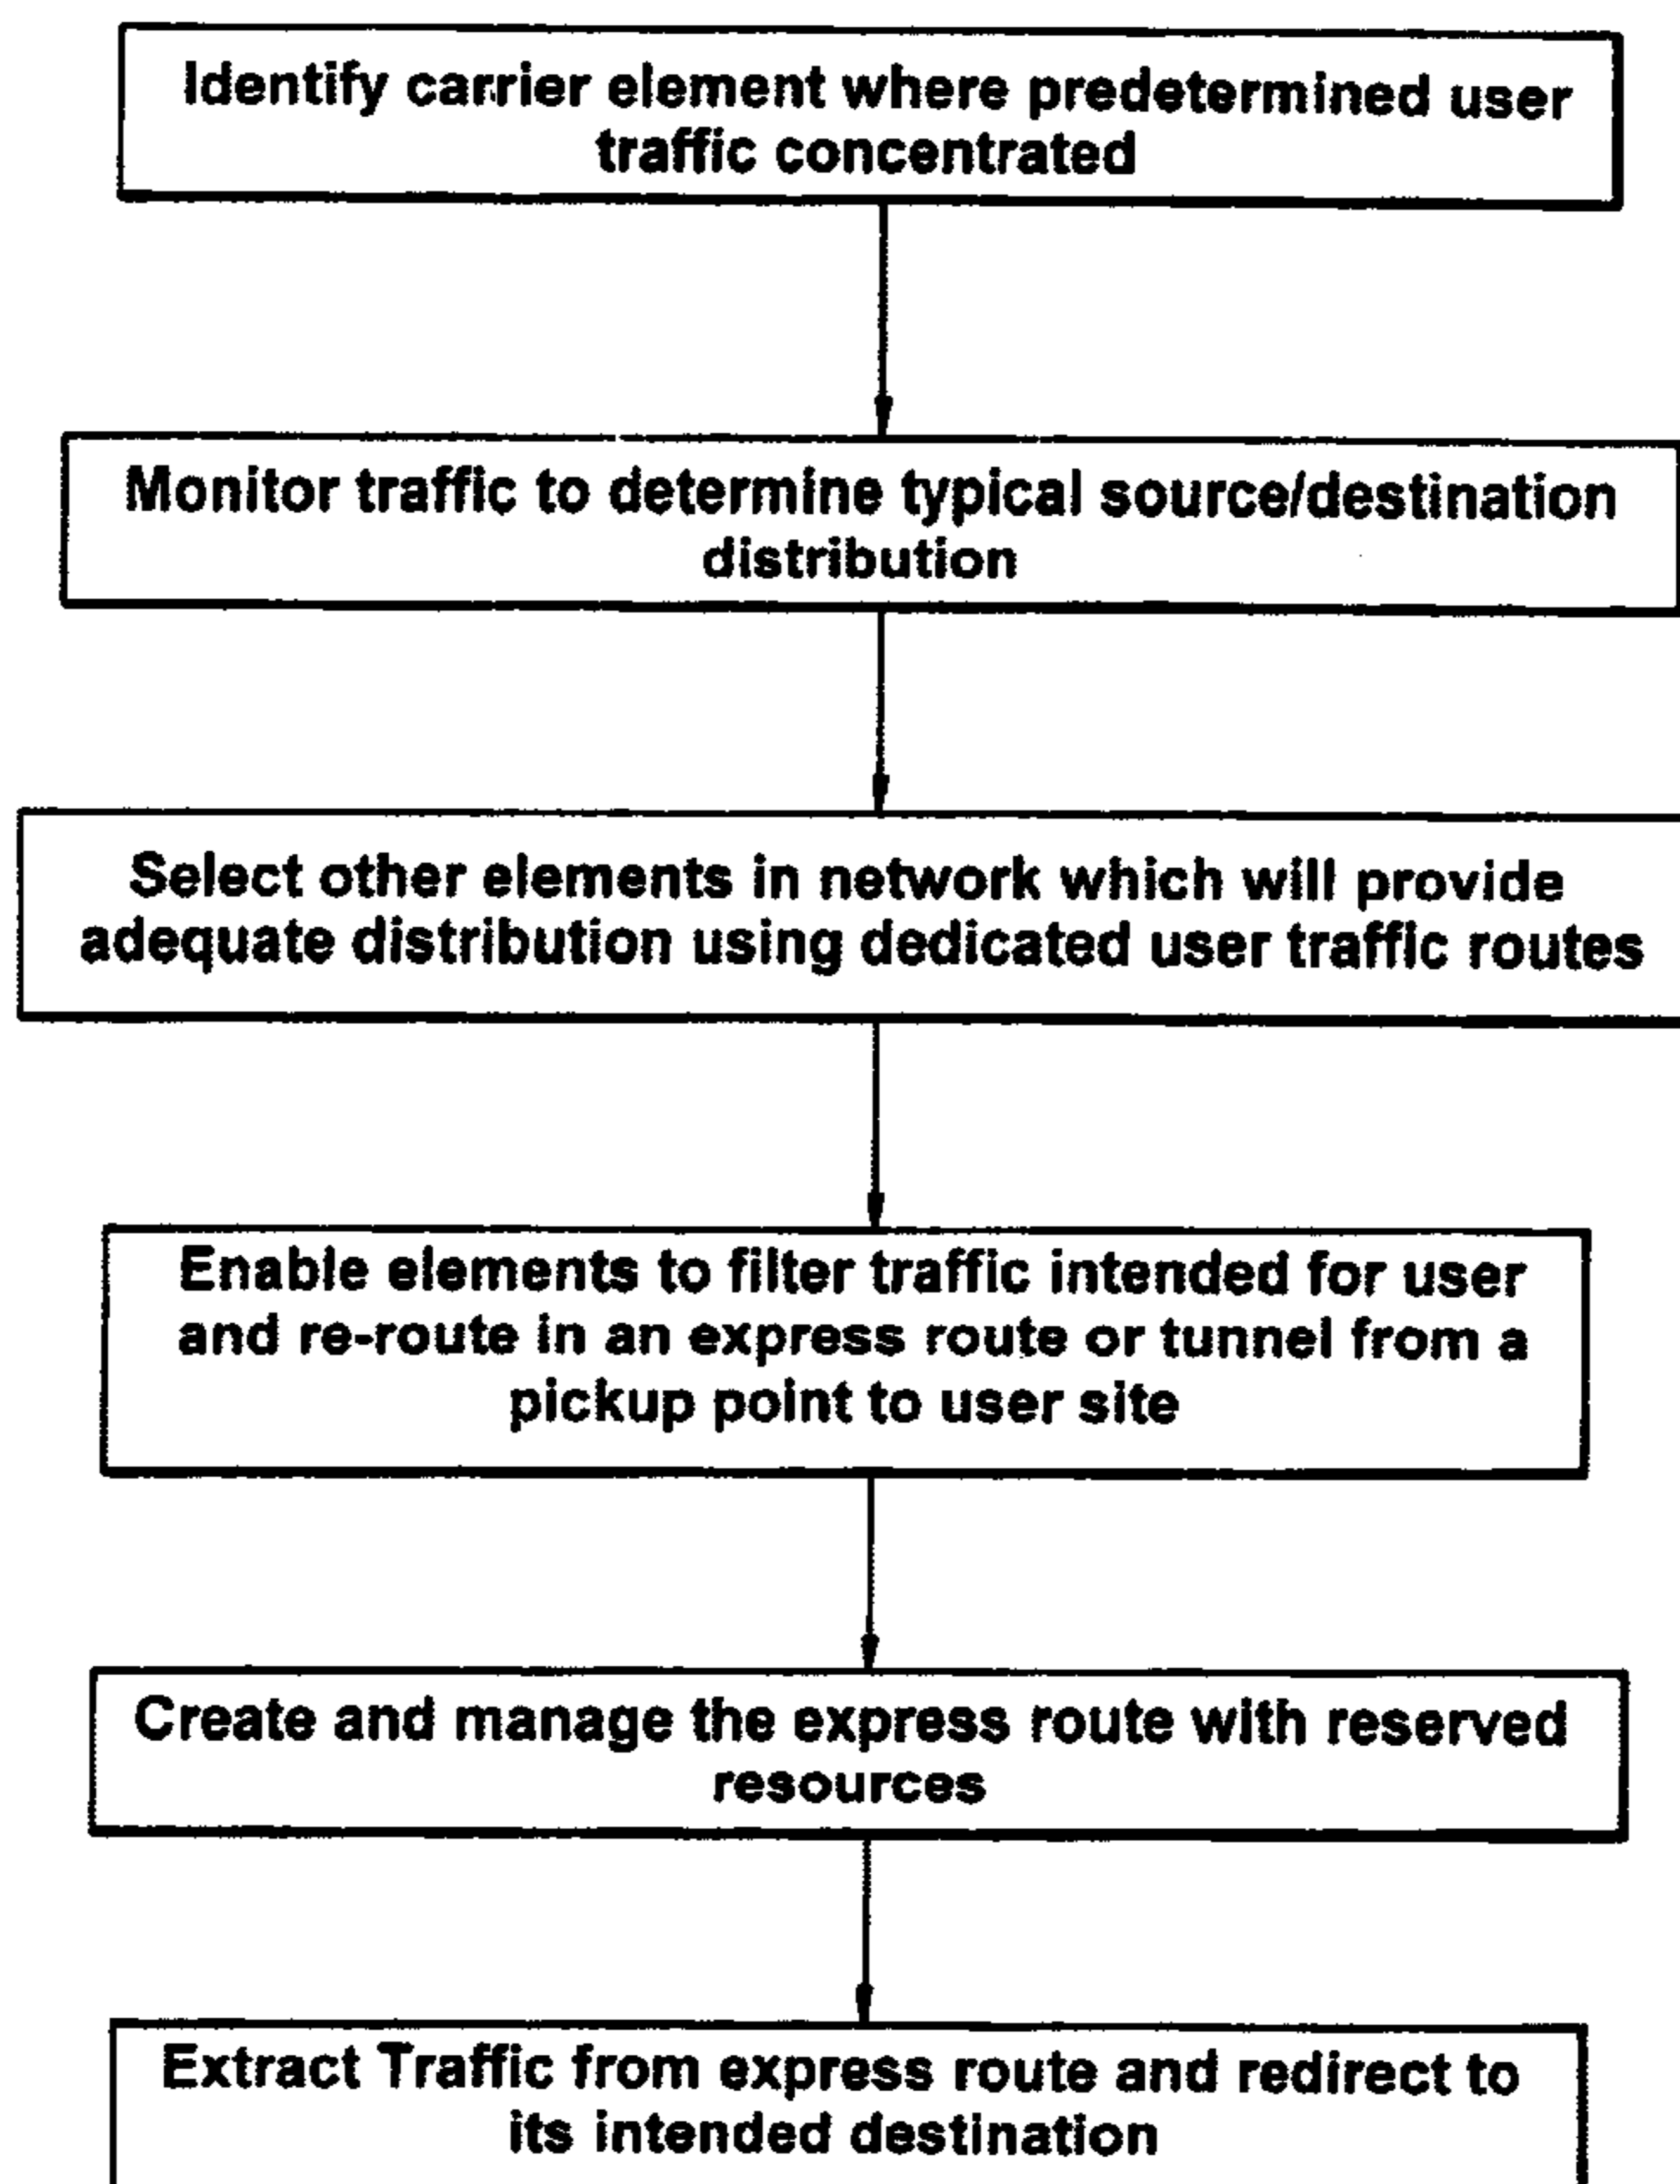 Identify carrier element where predetermined user
traffic concentrated
Monitor traffic to determine typical source/destination
distribution
Select other elements in network which will provide
adequate distribution using dedicated user traffic routes
Enable elements to filter traffic intended for user
and re-route in an express route or tunnel from a
pickup point to user site
Create and manage the express route with reserved
resources
Extract Traffic from express route and redirect to
its intended destination